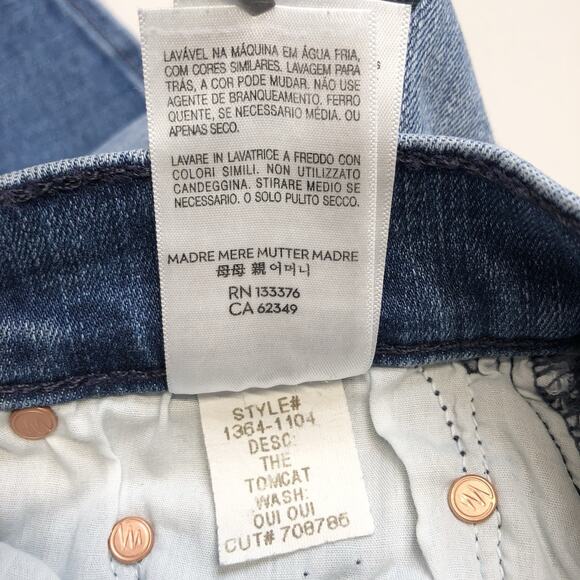 LAVÁVEL NA MÁQUINA EM ÁGUA FRIA,
COM CORES SIMILARES. LAVAGEM PARA
TRÁS, A COR PODE MUDAR. NÃO USE
AGENTE DE BRANQUEAMENTO. FERRO
QUENTE, SE NECESSÁRIO MÉDIA. OU
APENAS SECO.
LAVARE IN LAVATRICE A FREDDO CON
COLORI SIMILI. NON UTILIZZATO
CANDEGGINA. STIRARE MEDIO SE
NECESSARIO. O SOLO PULITO SECCO.
MADRE MERE MUTTER MADRE
母母 親 어머니
RN 133376
CA 62349
STYLE#
1364-1104
DESC:
THE
TOMCAT
WASH:
OUI OUI
CUT# 708786